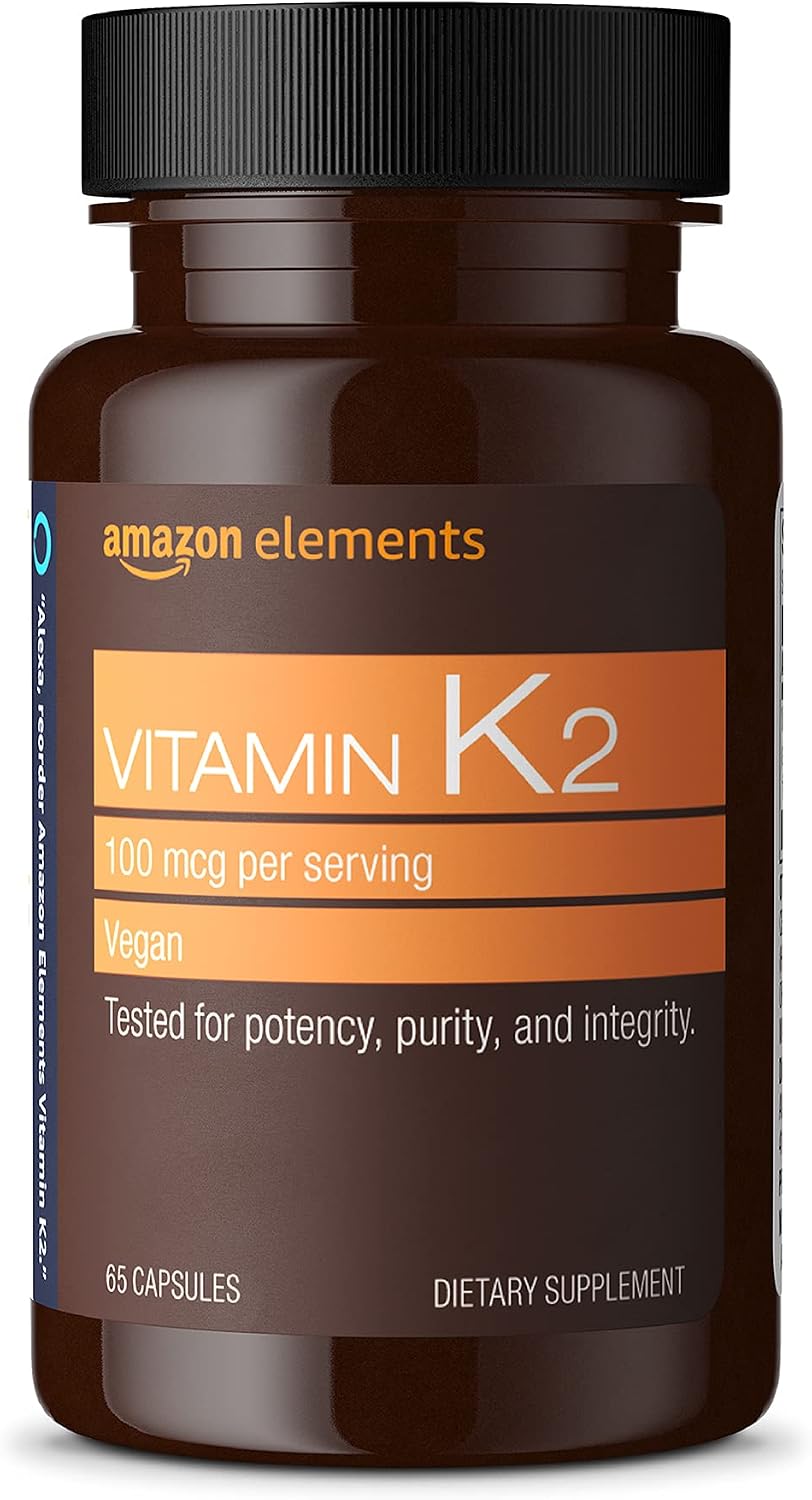 amazon elements
VITAMIN K2
100 mcg per serving
Vegan
Tested for potency, purity, and integrity.
65 CAPSULES
DIETARY SUPPLEMENT
"Alexa, reorder Amazon Elements Vitamin K2."